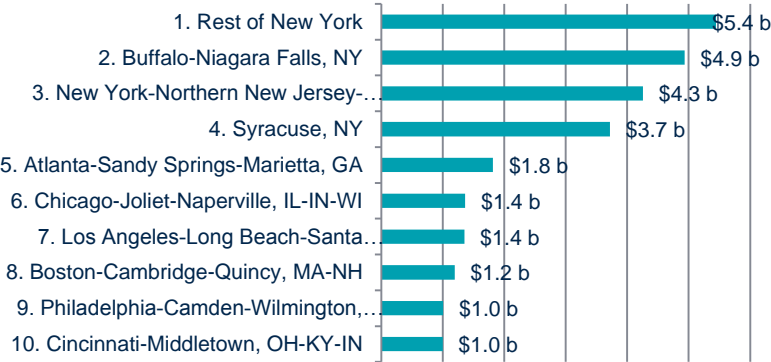 1. Rest of New York $5.4 b
2. Buffalo-Niagara Falls, NY $4.9 b
3. New York-Northern New Jersey-… $4.3 b
4. Syracuse, NY $3.7 b
5. Atlanta-Sandy Springs-Marietta, GA $1.8 b
6. Chicago-Joliet-Naperville, IL-IN-WI $1.4 b
7. Los Angeles-Long Beach-Santa… $1.4 b
8. Boston-Cambridge-Quincy, MA-NH $1.2 b
9. Philadelphia-Camden-Wilmington,… $1.0 b
10. Cincinnati-Middletown, OH-KY-IN $1.0 b